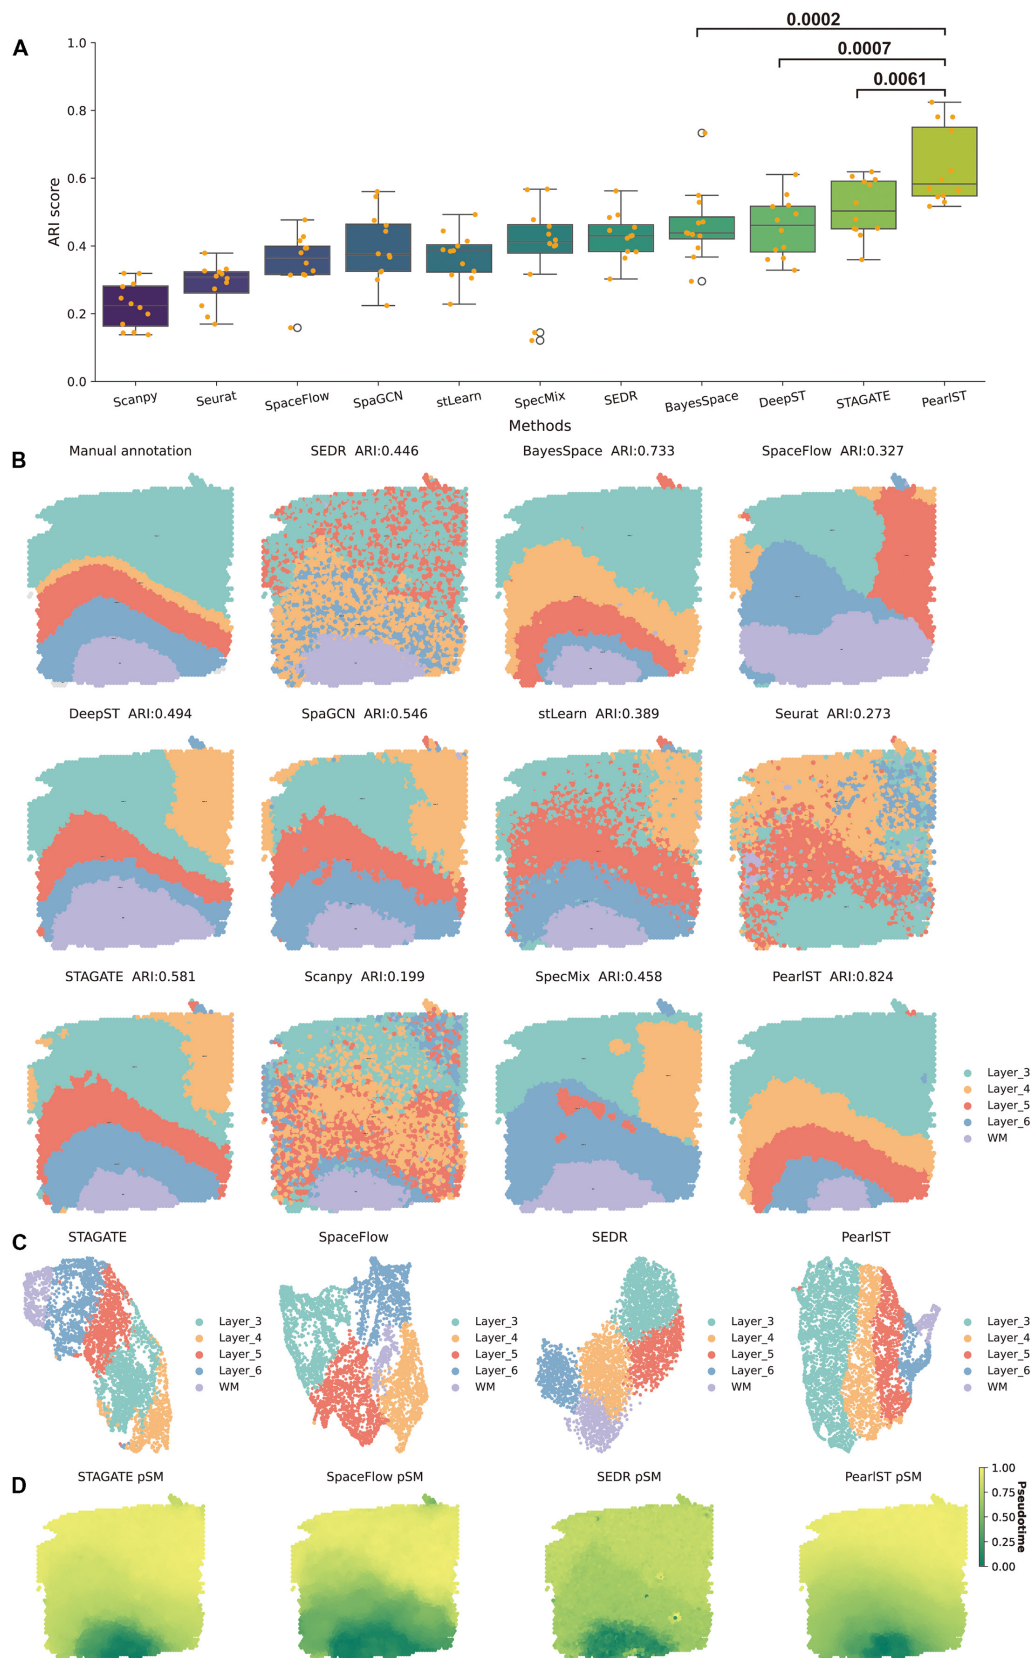 A
0.0002
0.0007
0.0061
1.0
0.8
0.6
0.4
0.2
0.0
ARI score
Scanpy Seurat SpaceFlow SpaGCN stLearn SpecMix SEDR BayesSpace DeepST STAGATE PearlST
Methods
B
Manual annotation SEDR ARI:0.446 BayesSpace ARI:0.733 SpaceFlow ARI:0.327
DeepST ARI:0.494 SpaGCN ARI:0.546 stLearn ARI:0.389 Seurat ARI:0.273
STAGATE ARI:0.581 Scanpy ARI:0.199 SpecMix ARI:0.458 PearlST ARI:0.824
Layer_3
Layer_4
Layer_5
Layer_6
WM
C
STAGATE SpaceFlow SEDR PearlST
Layer_3 Layer_3 Layer_3 Layer_3
Layer_4 Layer_4 Layer_4 Layer_4
Layer_5 Layer_5 Layer_5 Layer_5
Layer_6 Layer_6 Layer_6 Layer_6
WM WM WM WM
D
STAGATE pSM SpaceFlow pSM SEDR pSM PearlST pSM
1.00
0.75
0.50
0.25
0.00
Pseudotime